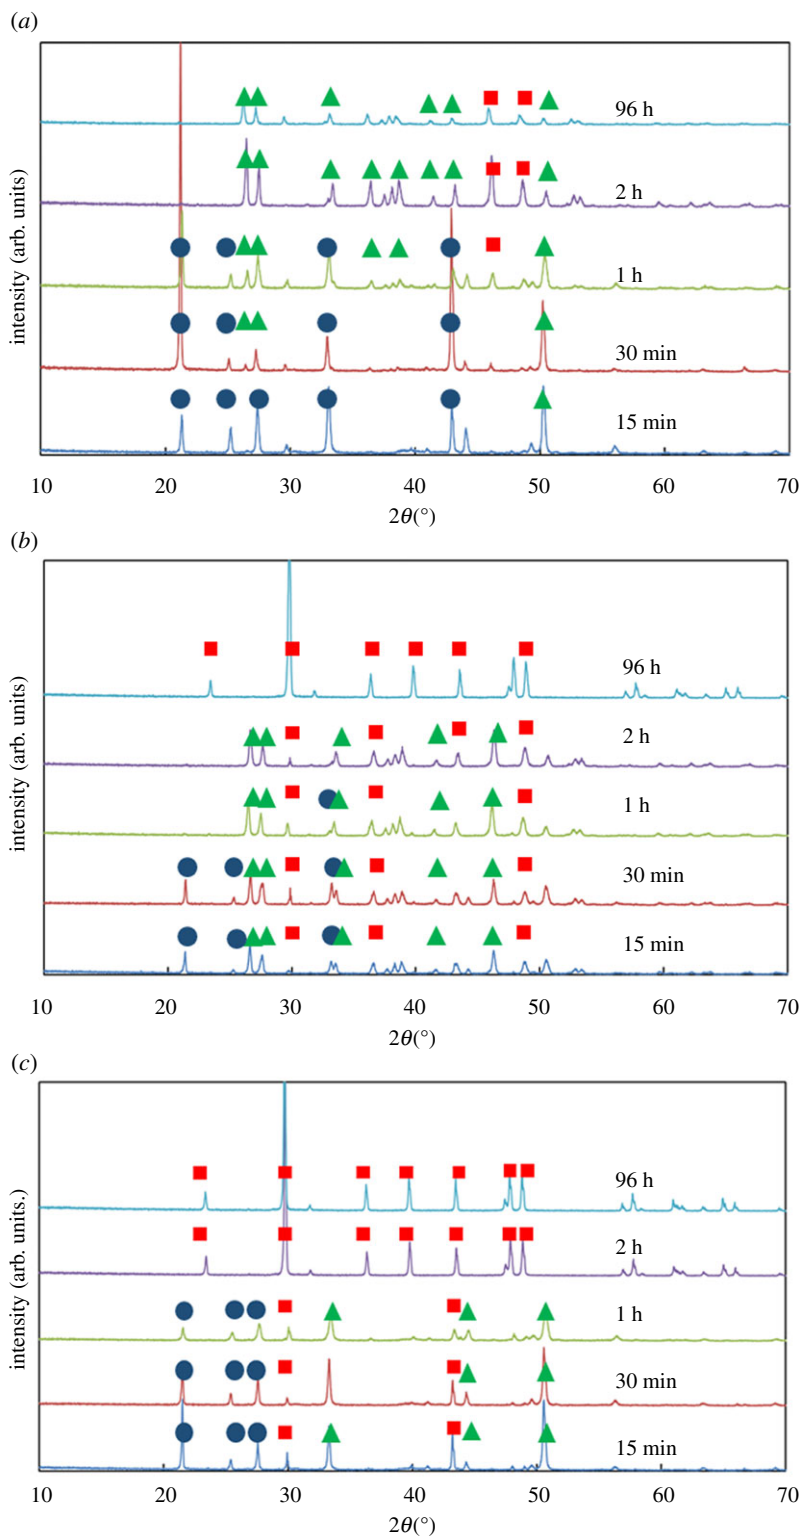 (a)
intensity (arb. units)
96 h
2 h
1 h
30 min
15 min
10 20 30 40 50 60 70
2θ(°)
(b)
intensity (arb. units)
96 h
2 h
1 h
30 min
15 min
10 20 30 40 50 60 70
2θ(°)
(c)
intensity (arb. units.)
96 h
2 h
1 h
30 min
15 min
10 20 30 40 50 60 70
2θ(°)